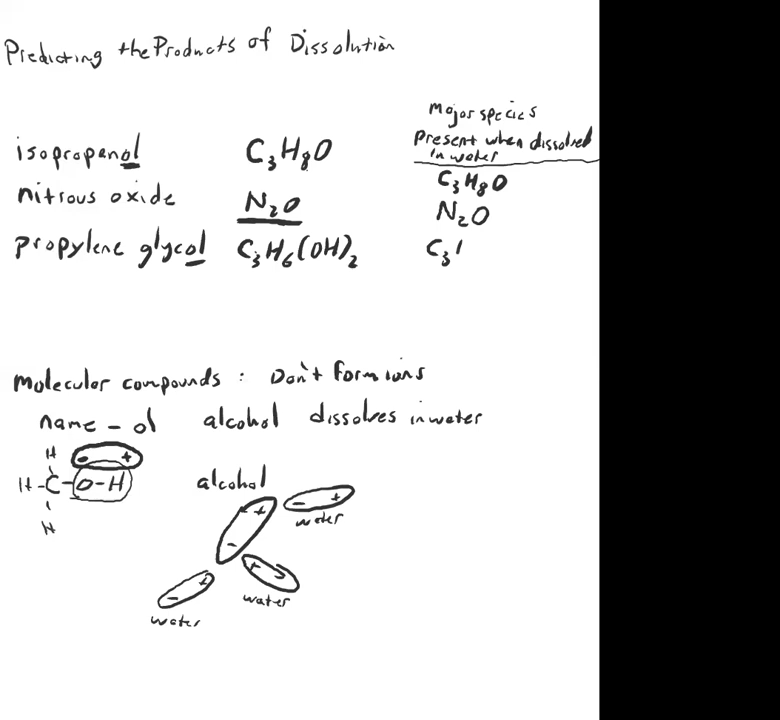 Predicting the Products of Dissolution
Major species
Present when dissolved
in water
isopropanol C₃H₈O C₃H₈O
nitrous oxide N₂O N₂O
propylene glycol C₃H₆(OH)₂ C₃I
Molecular compounds : Don't form ions
name - ol alcohol dissolves in water
H - +
H-C-O-H alcohol
H
+ - +
water
- + -
+ -
water water